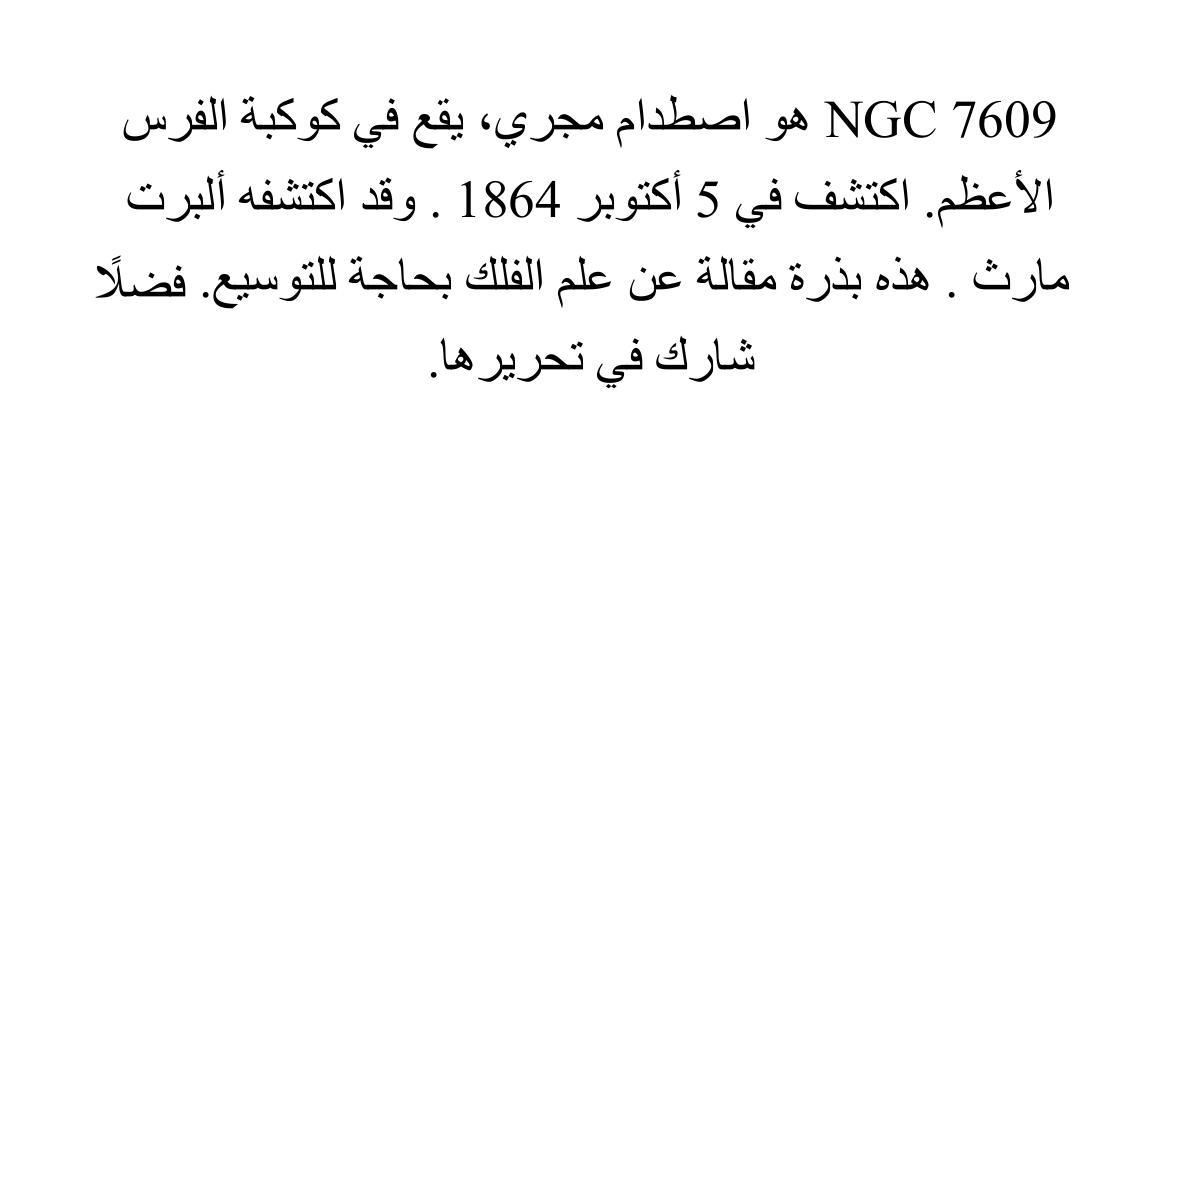 NGC 7609 هو اصطدام مجري، يقع في كوكبة الفرس
الأعظم. اكتشف في 5 أكتوبر 1864 . وقد اكتشفه ألبرت
مارث . هذه بذرة مقالة عن علم الفلك بحاجة للتوسيع. فضلًا
شارك في تحريرها.